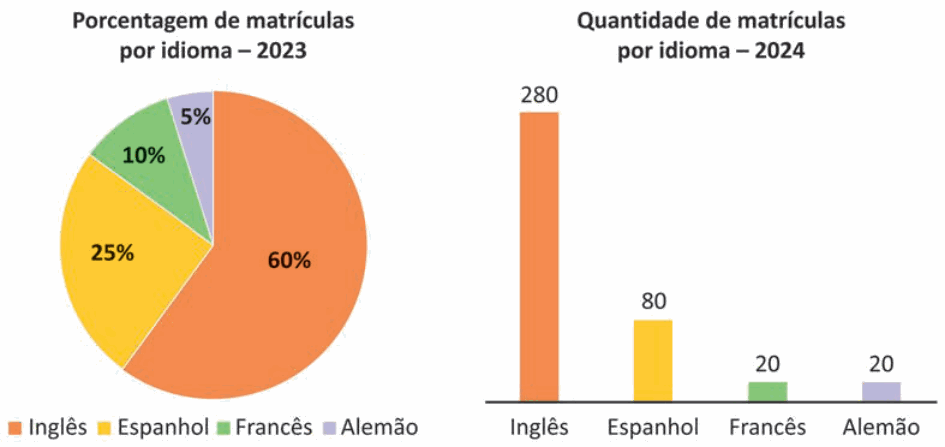 Porcentagem de matrículas
por idioma – 2023
5%
10%
25%
60%
Inglês Espanhol Francês Alemão
Quantidade de matrículas
por idioma – 2024
280
80
20 20
Inglês Espanhol Francês Alemão